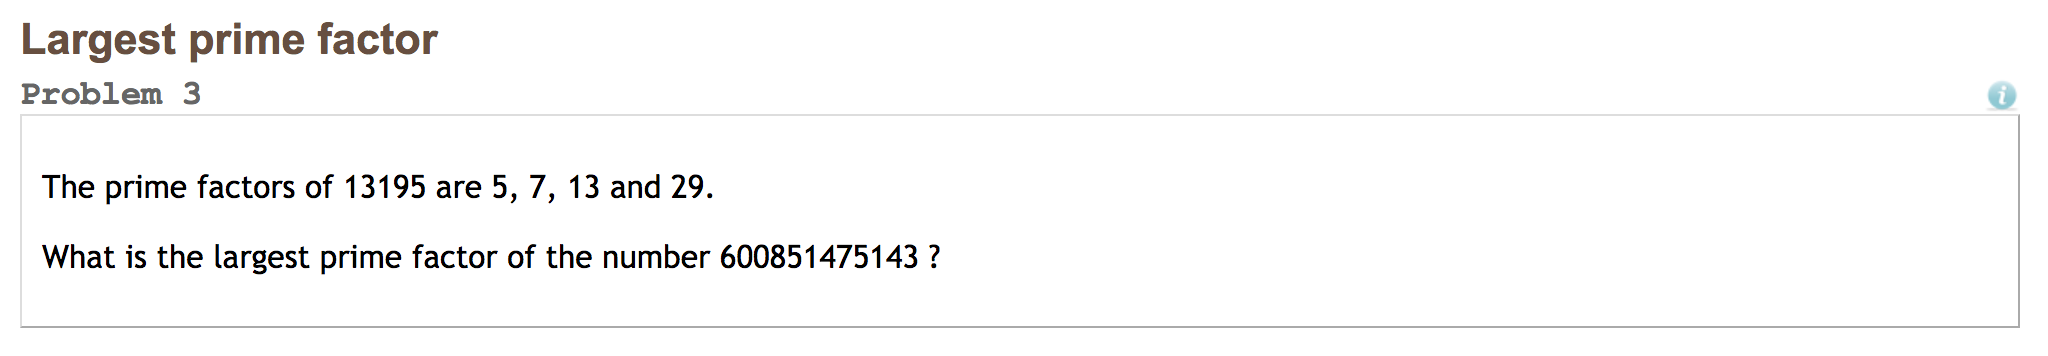 Largest prime factor
Problem 3
i
The prime factors of 13195 are 5, 7, 13 and 29.
What is the largest prime factor of the number 600851475143 ?